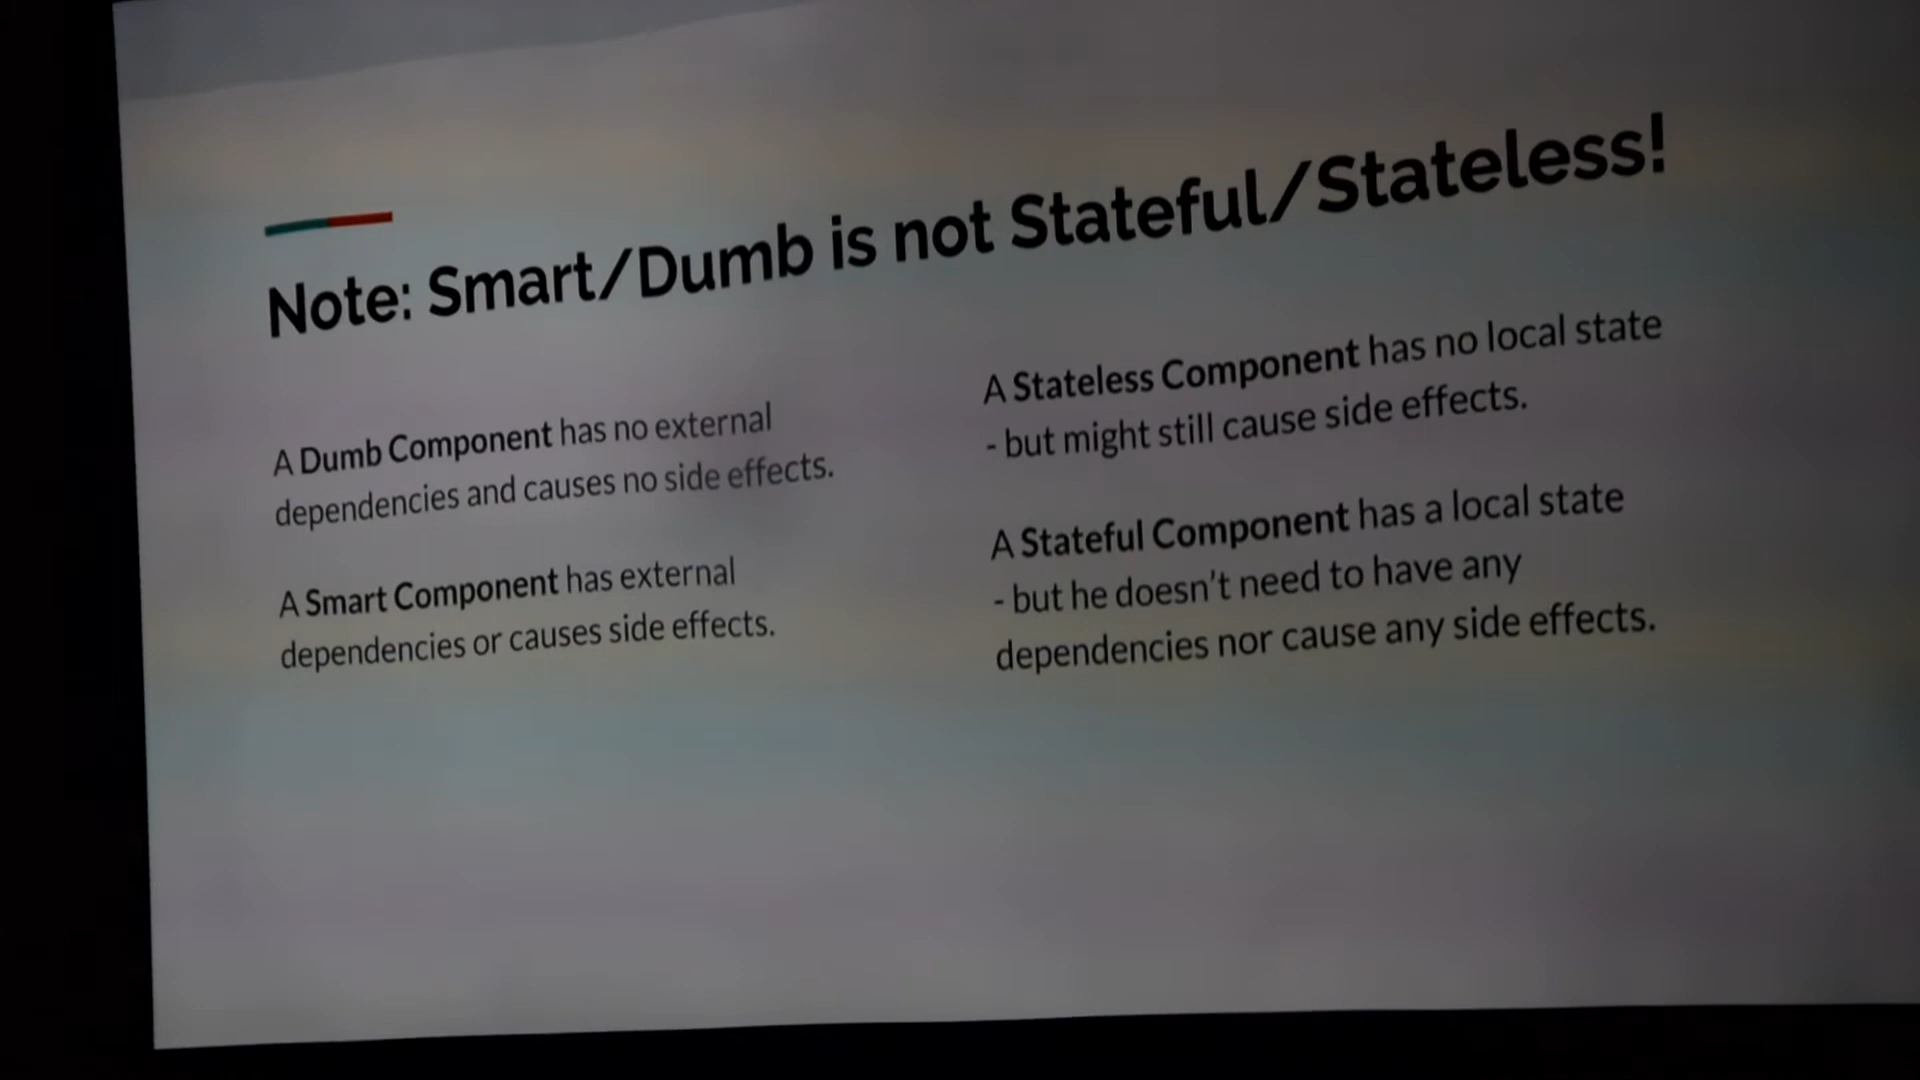 Note: Smart/Dumb is not Stateful/Stateless!
A Dumb Component has no external
dependencies and causes no side effects.
A Smart Component has external
dependencies or causes side effects.
A Stateless Component has no local state
- but might still cause side effects.
A Stateful Component has a local state
- but he doesn't need to have any
dependencies nor cause any side effects.